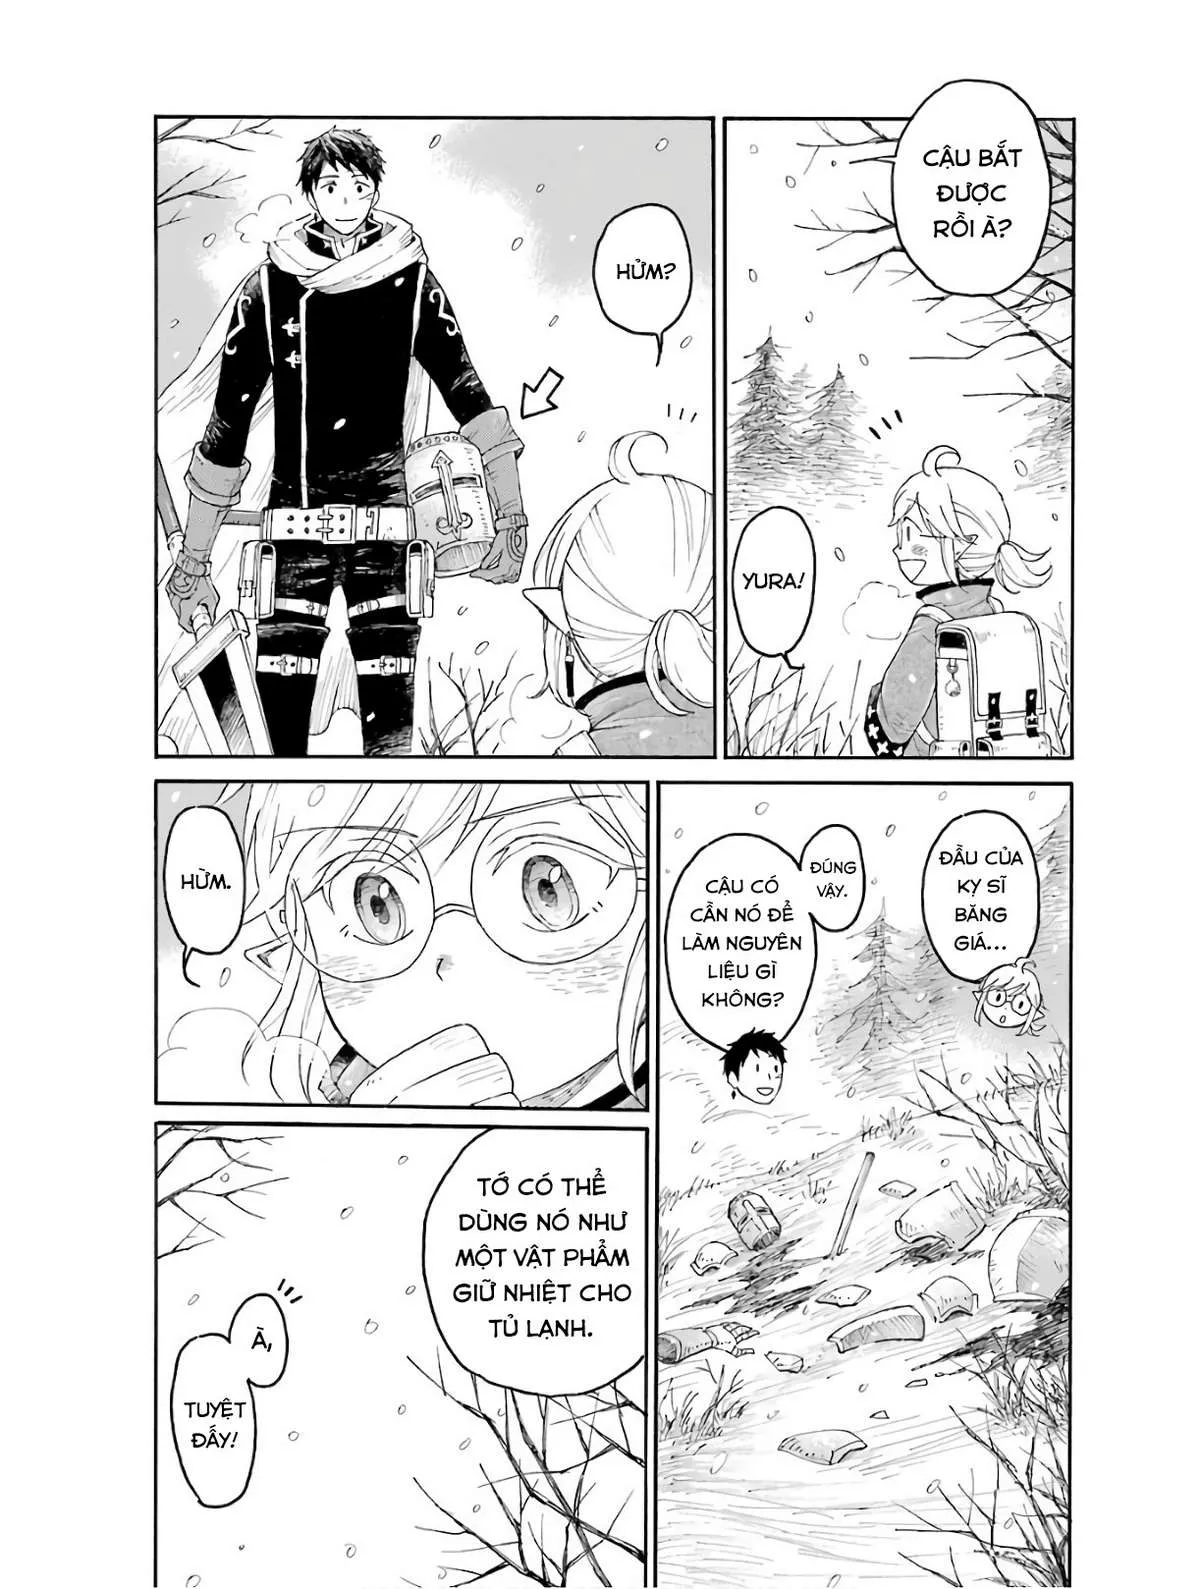 CẬU BẮT
ĐƯỢC
RỒI À?
YURA!
HỬM?
ĐẦU CỦA
KỴ SĨ
BĂNG
GIÁ...
ĐÚNG
VẬY.
CẬU CÓ
CẦN NÓ ĐỂ
LÀM NGUYÊN
LIỆU GÌ
KHÔNG?
HỪM.
TỚ CÓ THỂ
DÙNG NÓ NHƯ
MỘT VẬT PHẨM
GIỮ NHIỆT CHO
TỦ LẠNH.
À,
TUYỆT
ĐẤY!